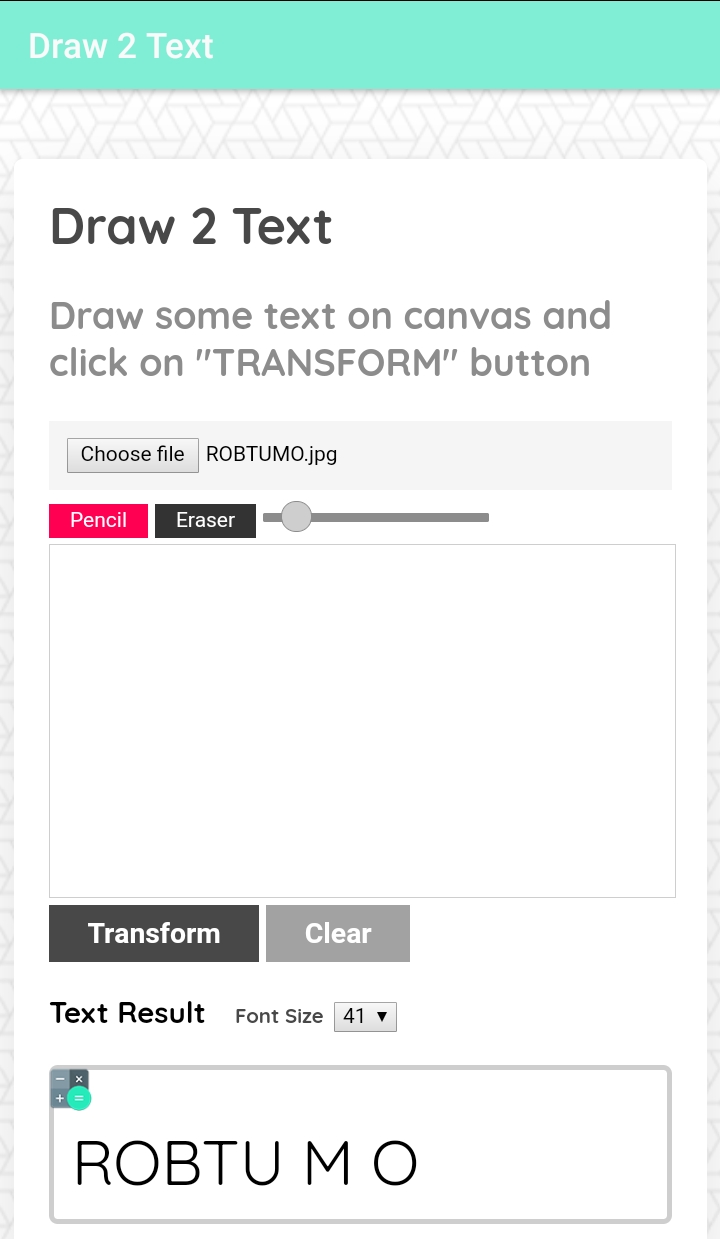 Draw 2 Text
Draw 2 Text
Draw some text on canvas and
click on "TRANSFORM" button
Choose file ROBTUMO.jpg
Pencil Eraser
Transform Clear
Text Result Font Size 41 ▼
− ×
+ =
ROBTU M O